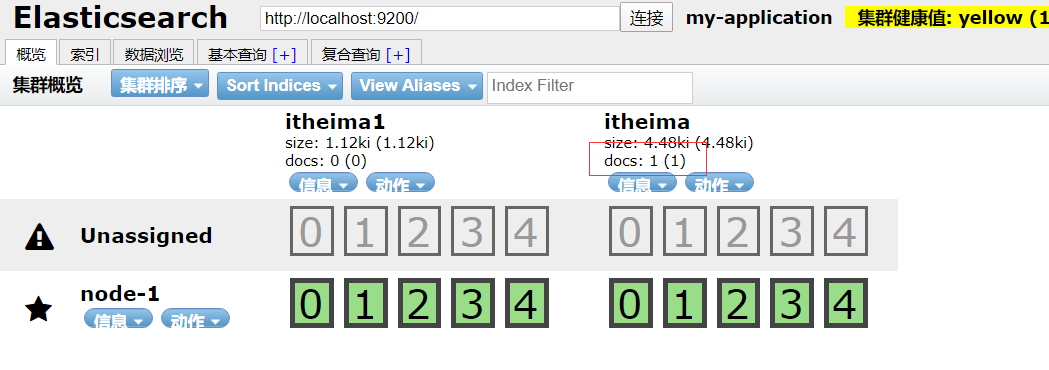 Elasticsearch http://localhost:9200/ 连接 my-application 集群健康值: yellow (1
概览 索引 数据浏览 基本查询 [+] 复合查询 [+]
集群概览 集群排序 Sort Indices View Aliases Index Filter
itheima1 itheima
size: 1.12ki (1.12ki) size: 4.48ki (4.48ki)
docs: 0 (0) docs: 1 (1)
信息 动作 信息 动作
Unassigned 0 1 2 3 4 0 1 2 3 4
node-1 0 1 2 3 4 0 1 2 3 4
信息 动作